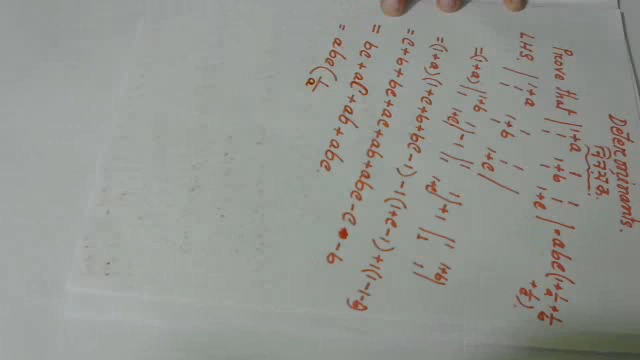 Determinants.
Prove that | 1+a 1 1 | 1 1+b 1 | 1 1 1+c | = abc (1 + 1/a + 1/b + 1/c).
LHS. | 1+a 1 1 | 1 1+b 1 | 1 1 1+c |
= (1+a) | 1+b 1 | 1 1+c | - 1 | 1 1 | 1 1+c | + 1 | 1 1+b | 1 1 |
= (1+a) (1+c+b+bc-1) - 1(1+c-1) + 1(1-1-b)
= c+b+bc+ac+ab+abc-c-b
= bc+ac+ab+abc.
= abc ( 1/a